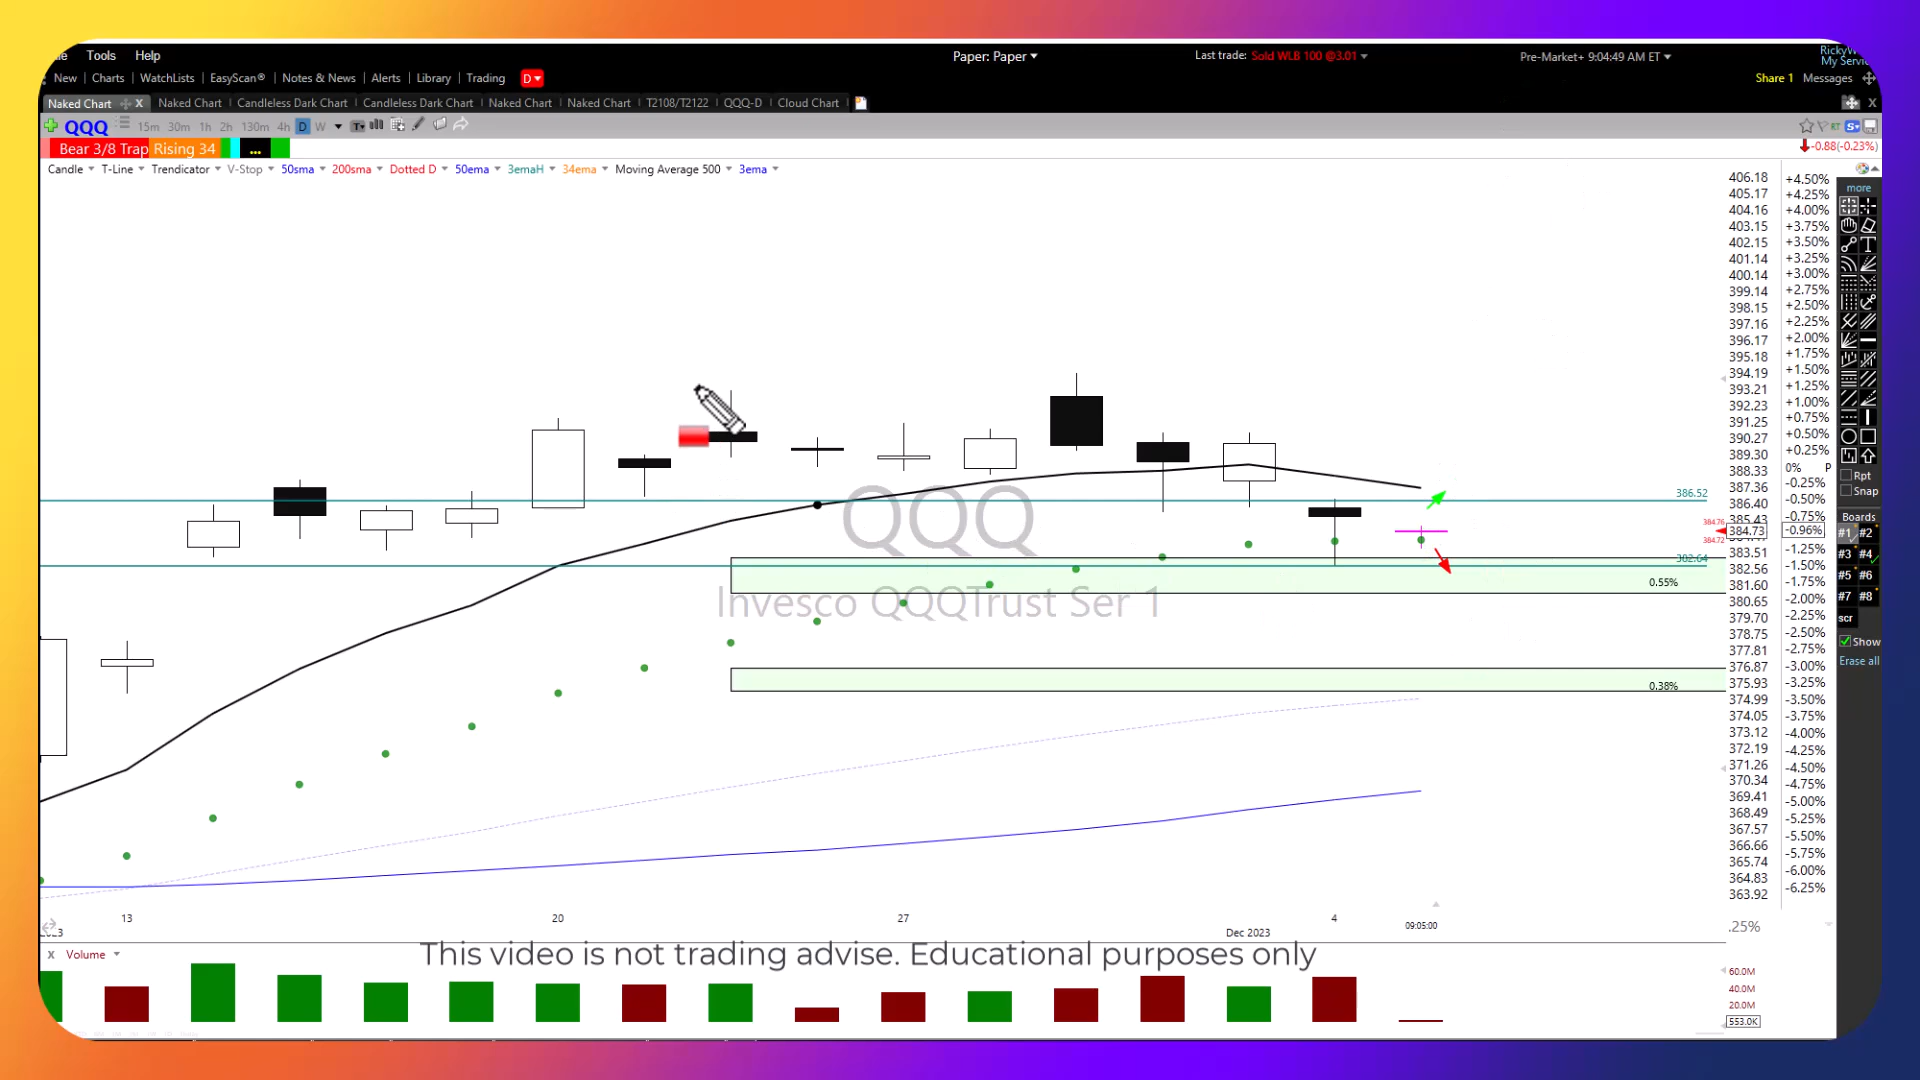 Tools Help Paper: Paper Last trade: Sold WLB 100 @3.01 Pre-Market+ 9:04:49 AM ET
My
New Charts WatchLists EasyScan® Notes & News Alerts Library Trading D Share 1 Messages
Naked Chart X Naked Chart Candleless Dark Chart Candleless Dark Chart Naked Chart Naked Chart T2108/T2122 QQQ-D Cloud Chart X
QQQ 15m 30m 1h 2h 130m 4h D W
Bear 3/8 Trap Rising 34 ... -0.88(-0.23%)
Candle T-Line Trendicator V-Stop 50sma 200sma Dotted D 50ema 3emaH 34ema Moving Average 500 3ema
more
406.18 +4.50%
405.17 +4.25%
404.16 +4.00%
403.15 +3.75%
402.15 +3.50%
401.14 +3.25%
400.14 +3.00%
399.14 +2.75%
398.15 +2.50%
397.16 +2.25%
396.17 +2.00%
395.18 +1.75%
394.19 +1.50%
393.21 +1.25%
392.23 +1.00%
391.25 +0.75%
390.27 +0.50%
389.30 +0.25%
388.33 0% P Rpt
387.36 -0.25%
386.52
386.40 -0.50% Snap
385.43 -0.75%
384.76
384.73 -0.96%
384.72
383.51 -1.25%
382.64
382.56 -1.50%
381.60 -1.75%
380.65 -2.00%
379.70 -2.25%
378.75 -2.50%
377.81 -2.75%
376.87 -3.00%
375.93 -3.25%
374.99 -3.50%
374.05 -3.75%
373.12 -4.00%
372.19 -4.25%
371.26 -4.50%
370.34 -4.75%
369.41 -5.00%
368.49 -5.25%
367.57 -5.50%
366.66 -5.75%
365.74 -6.00%
364.83 -6.25%
363.92
Boards
#1 #2
#3 #4
#5 #6
#7 #8
scr
Show
Erase all
QQQ
Invesco QQQTrust Ser 1
0.55%
0.38%
13 20 27 4
Dec 2023 09:05:00
.25%
X Volume
This video is not trading advise. Educational purposes only
60.0M
40.0M
20.0M
553.0K